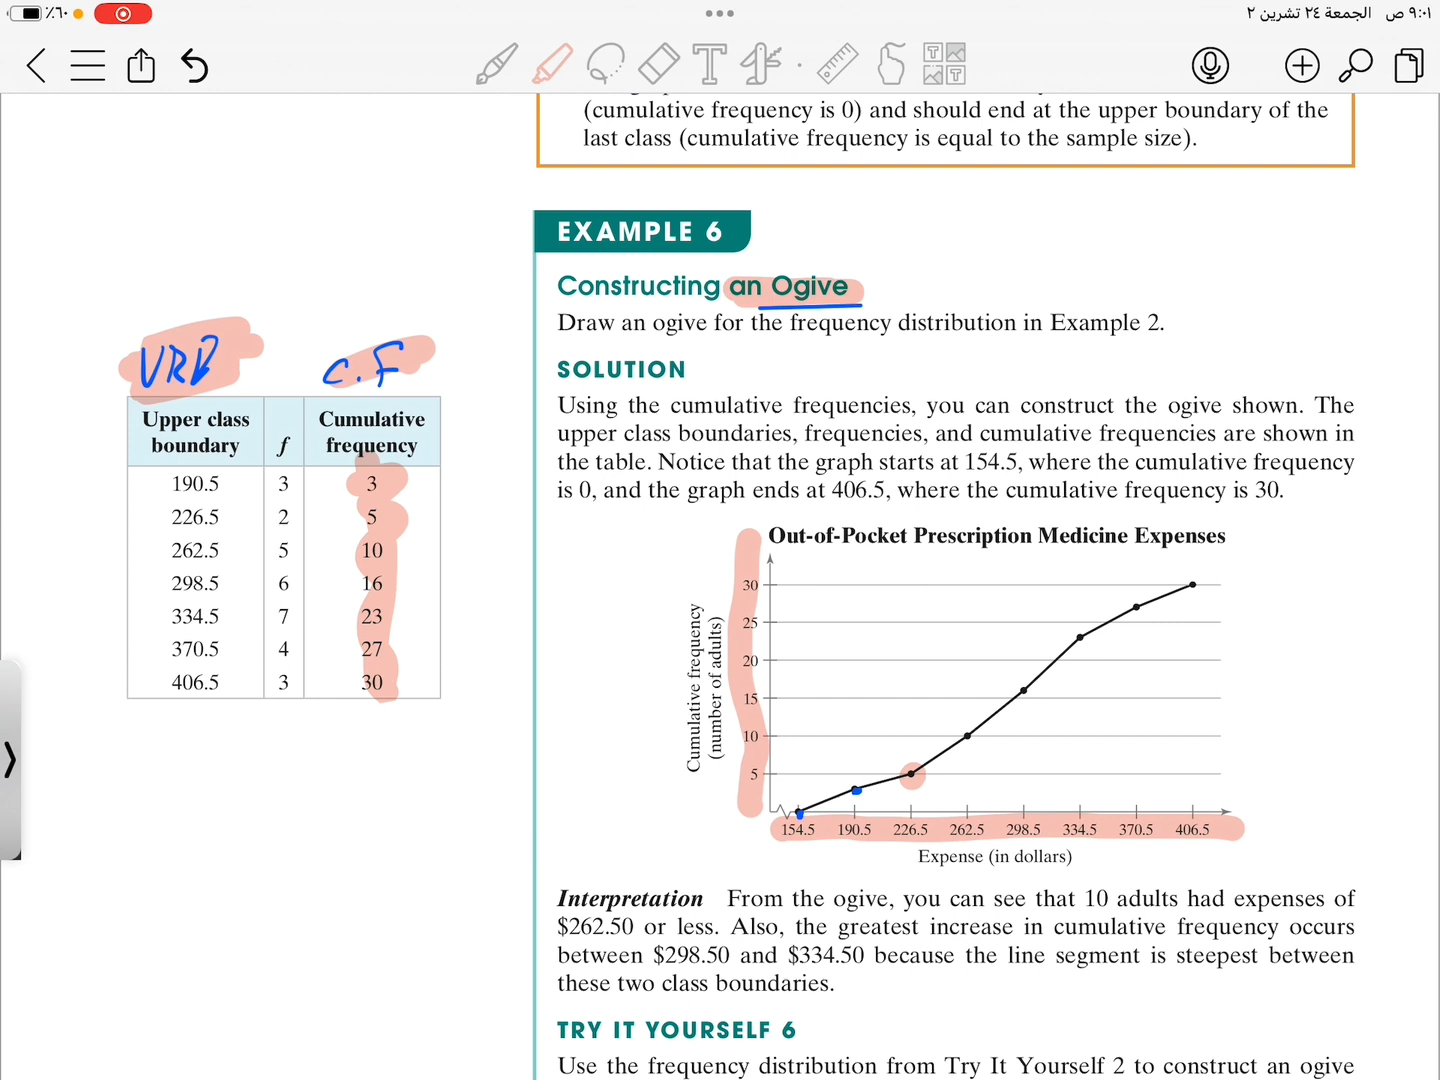 ٪٦٠
٩:٠١ ص الجمعة ٢٤ تشرين ٢
(cumulative frequency is 0) and should end at the upper boundary of the
last class (cumulative frequency is equal to the sample size).
EXAMPLE 6
Constructing an Ogive
Draw an ogive for the frequency distribution in Example 2.
SOLUTION
Using the cumulative frequencies, you can construct the ogive shown. The
upper class boundaries, frequencies, and cumulative frequencies are shown in
the table. Notice that the graph starts at 154.5, where the cumulative frequency
is 0, and the graph ends at 406.5, where the cumulative frequency is 30.
C.F
Upper class boundary f Cumulative frequency
190.5 3 3
226.5 2 5
262.5 5 10
298.5 6 16
334.5 7 23
370.5 4 27
406.5 3 30
Out-of-Pocket Prescription Medicine Expenses
Cumulative frequency
(number of adults)
30
25
20
15
10
5
154.5 190.5 226.5 262.5 298.5 334.5 370.5 406.5
Expense (in dollars)
Interpretation From the ogive, you can see that 10 adults had expenses of
$262.50 or less. Also, the greatest increase in cumulative frequency occurs
between $298.50 and $334.50 because the line segment is steepest between
these two class boundaries.
TRY IT YOURSELF 6
Use the frequency distribution from Try It Yourself 2 to construct an ogive